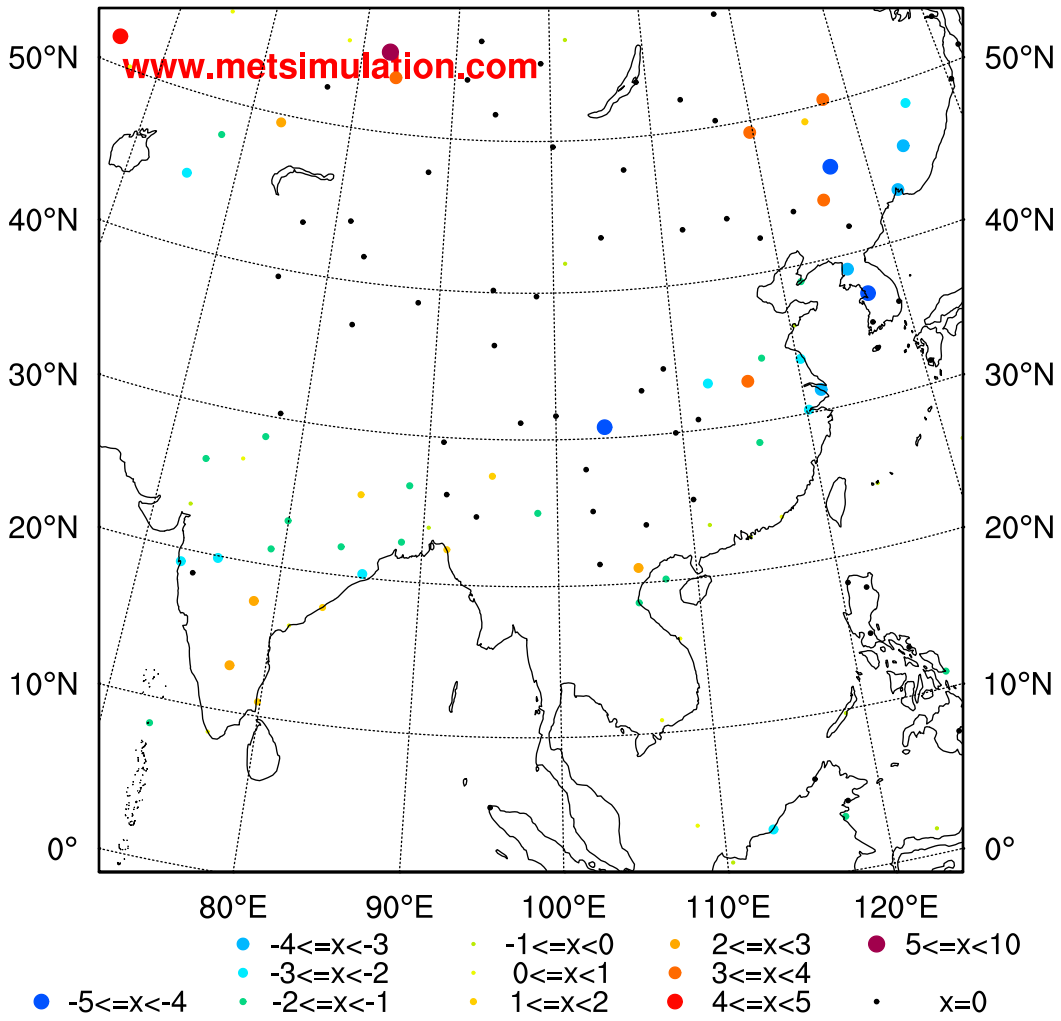 50°N 50°N
www.metsimulation.com
40°N 40°N
30°N 30°N
20°N 20°N
10°N 10°N
0° 0°
80°E 90°E 100°E 110°E 120°E
-4<=x<-3 -1<=x<0 2<=x<3 5<=x<10
-3<=x<-2 0<=x<1 3<=x<4
-5<=x<-4 -2<=x<-1 1<=x<2 4<=x<5 x=0